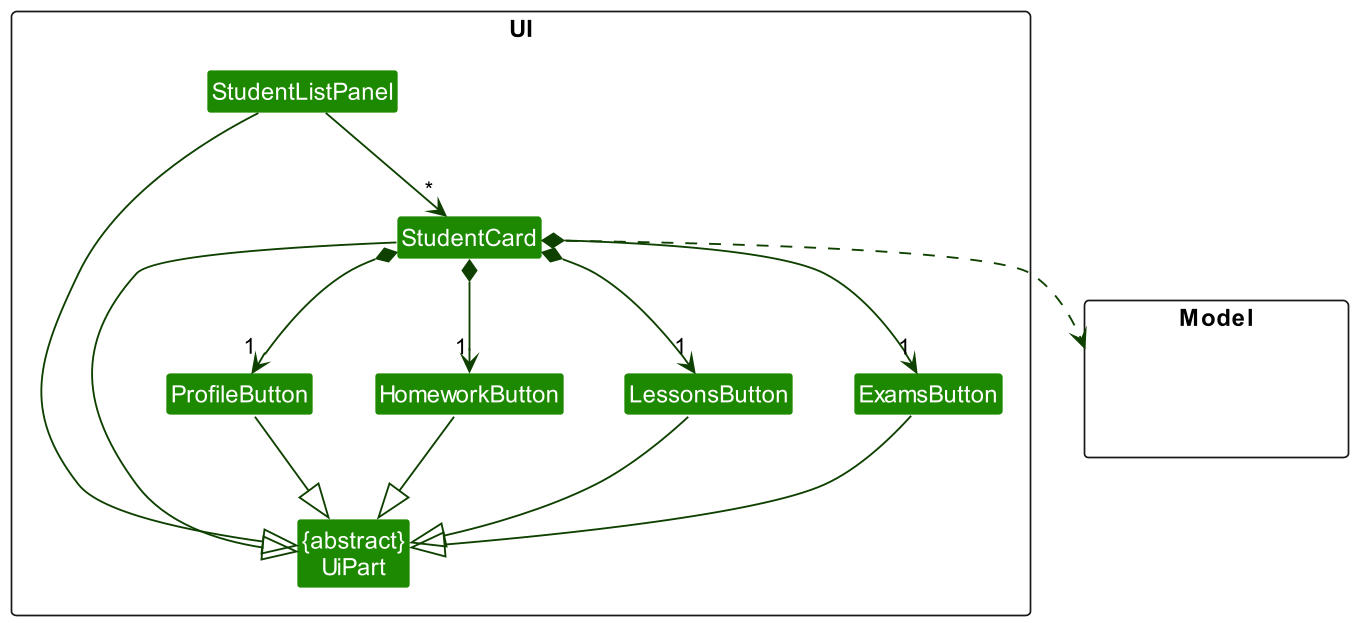 UI
StudentListPanel
*
StudentCard
Model
1
1
1
1
ProfileButton
HomeworkButton
LessonsButton
ExamsButton
{abstract}
UiPart